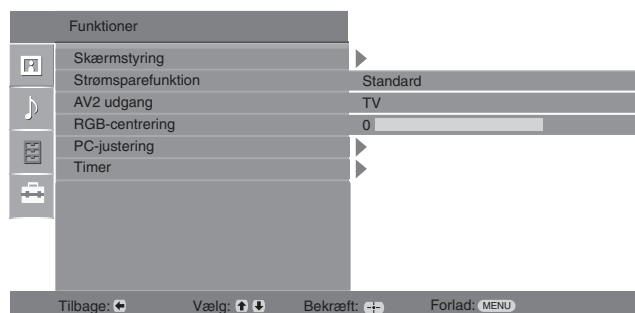 Funktioner
Skærmstyring
Strømsparefunktion Standard
AV2 udgang TV
RGB-centrering 0
PC-justering
Timer
Tilbage: Vælg: Bekræft: Forlad: MENU